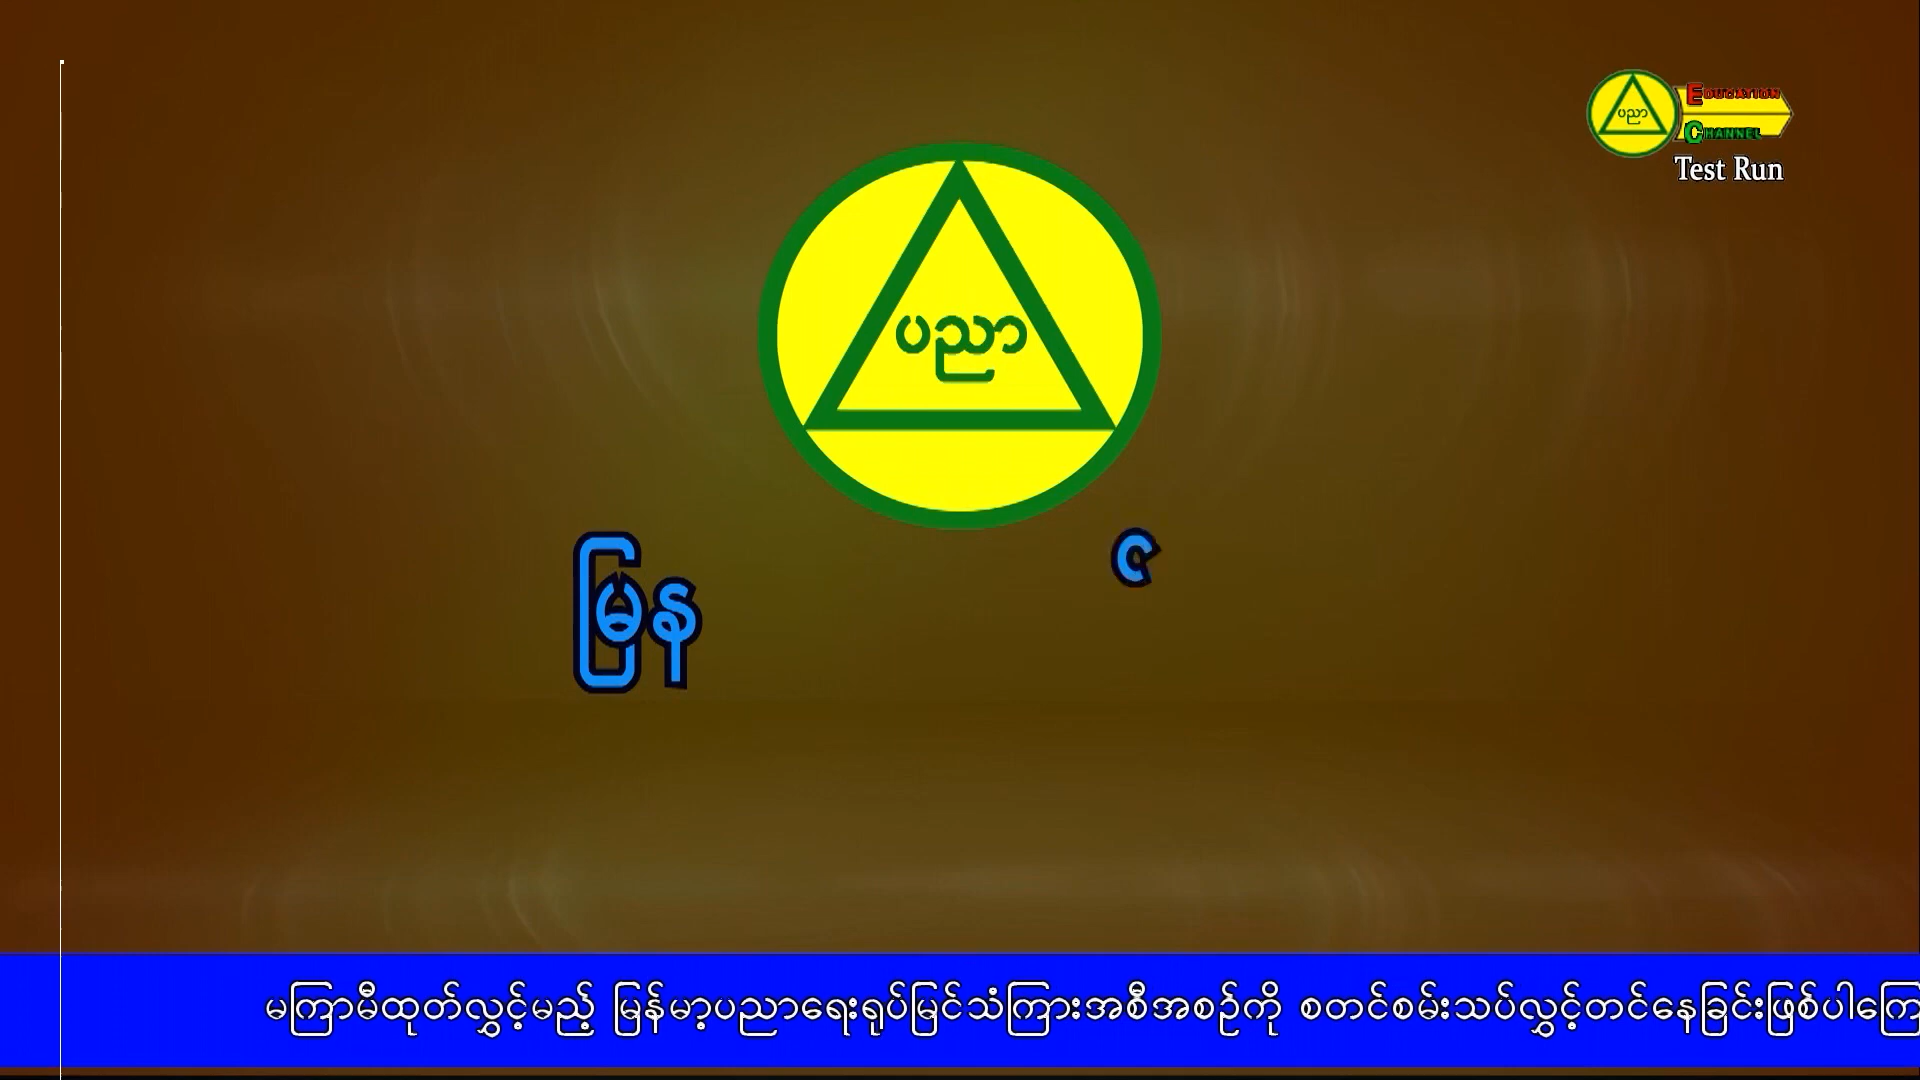 EDUCATION
ပညာ
CHANNEL
Test Run
ပညာ
မြန
မကြာမီထုတ်လွှင့်မည့် မြန်မာ့ပညာရေးရုပ်မြင်သံကြားအစီအစဉ်ကို စတင်စမ်းသပ်လွှင့်တင်နေခြင်းဖြစ်ပါကြေ